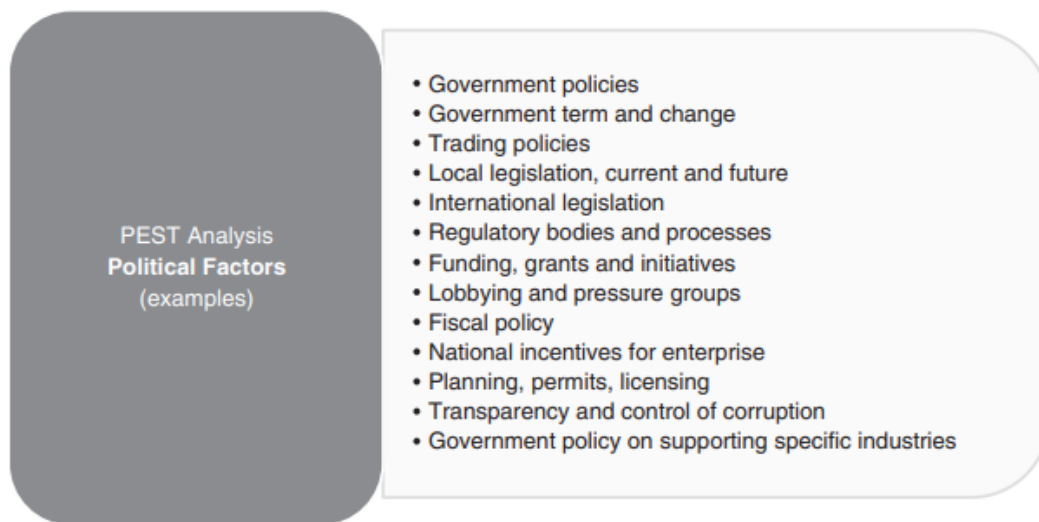 PEST Analysis
Political Factors
(examples)
• Government policies
• Government term and change
• Trading policies
• Local legislation, current and future
• International legislation
• Regulatory bodies and processes
• Funding, grants and initiatives
• Lobbying and pressure groups
• Fiscal policy
• National incentives for enterprise
• Planning, permits, licensing
• Transparency and control of corruption
• Government policy on supporting specific industries